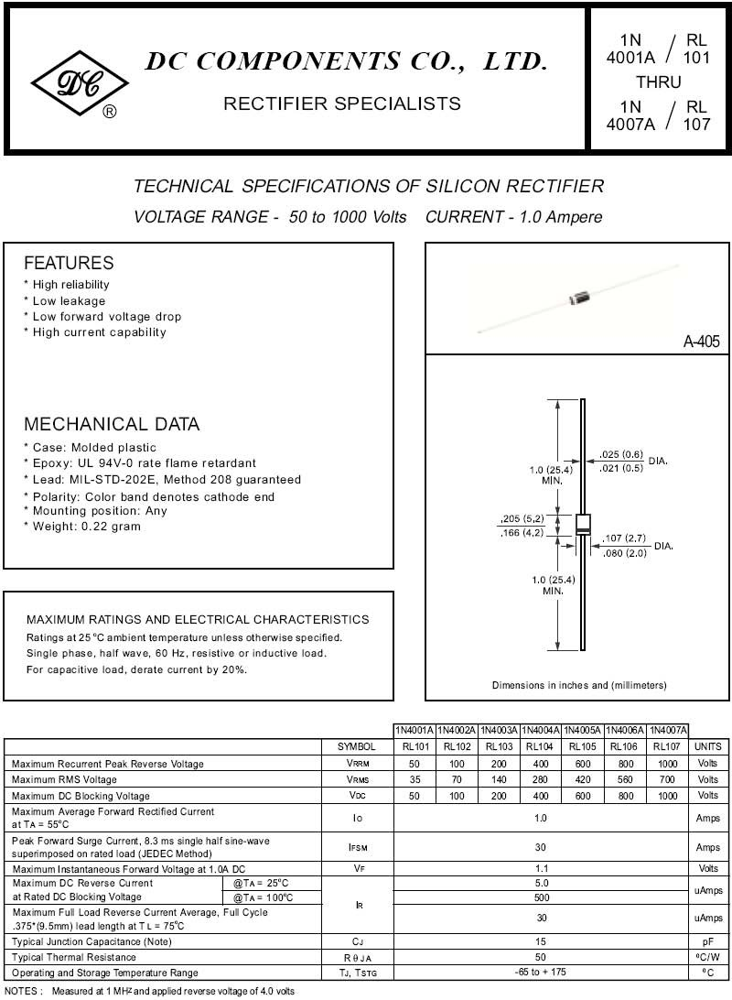 DC COMPONENTS CO., LTD.
RECTIFIER SPECIALISTS
DC
®
1N 4001A / RL 101
THRU
1N 4007A / RL 107
TECHNICAL SPECIFICATIONS OF SILICON RECTIFIER
VOLTAGE RANGE - 50 to 1000 Volts CURRENT - 1.0 Ampere
FEATURES
* High reliability
* Low leakage
* Low forward voltage drop
* High current capability
MECHANICAL DATA
* Case: Molded plastic
* Epoxy: UL 94V-0 rate flame retardant
* Lead: MIL-STD-202E, Method 208 guaranteed
* Polarity: Color band denotes cathode end
* Mounting position: Any
* Weight: 0.22 gram
MAXIMUM RATINGS AND ELECTRICAL CHARACTERISTICS
Ratings at 25 °C ambient temperature unless otherwise specified.
Single phase, half wave, 60 Hz, resistive or inductive load.
For capacitive load, derate current by 20%.
A-405
1.0 (25.4)
MIN.
.025 (0.6)
.021 (0.5)
DIA.
.205 (5,2)
.166 (4,2)
.107 (2.7)
.080 (2.0)
DIA.
1.0 (25.4)
MIN.
Dimensions in inches and (millimeters)
1N4001A 1N4002A 1N4003A 1N4004A 1N4005A 1N4006A 1N4007A
SYMBOL RL101 RL102 RL103 RL104 RL105 RL106 RL107 UNITS
Maximum Recurrent Peak Reverse Voltage VRRM 50 100 200 400 600 800 1000 Volts
Maximum RMS Voltage VRMS 35 70 140 280 420 560 700 Volts
Maximum DC Blocking Voltage VDC 50 100 200 400 600 800 1000 Volts
Maximum Average Forward Rectified Current
at TA = 55°C IO 1.0 Amps
Peak Forward Surge Current, 8.3 ms single half sine-wave
superimposed on rated load (JEDEC Method) IFSM 30 Amps
Maximum Instantaneous Forward Voltage at 1.0A DC VF 1.1 Volts
Maximum DC Reverse Current @TA = 25°C 5.0
at Rated DC Blocking Voltage @TA = 100°C IR 500 uAmps
Maximum Full Load Reverse Current Average, Full Cycle
.375*(9.5mm) lead length at TL = 75°C 30 uAmps
Typical Junction Capacitance (Note) CJ 15 pF
Typical Thermal Resistance RθJA 50 °C/W
Operating and Storage Temperature Range TJ, TSTG -65 to + 175 °C
NOTES : Measured at 1 MHz and applied reverse voltage of 4.0 volts